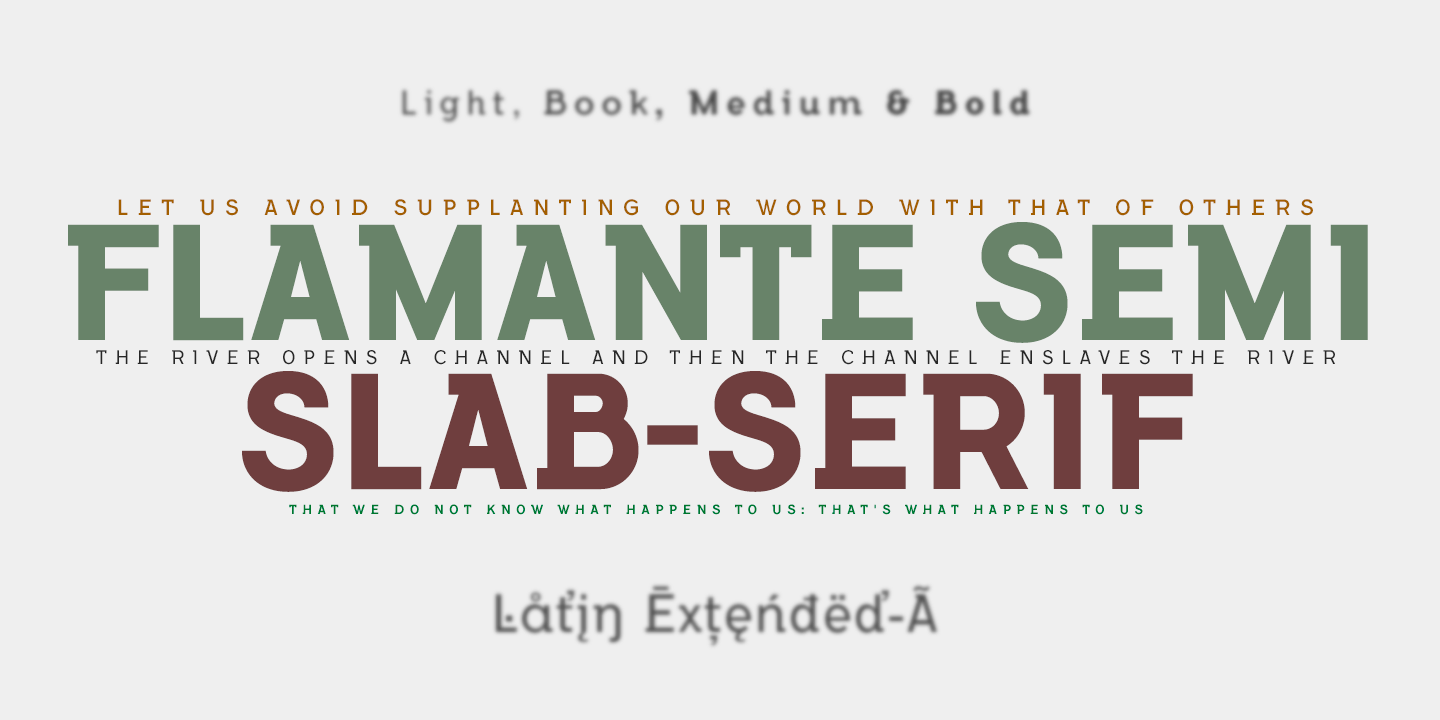 Light, Book, Medium & Bold
LET US AVOID SUPPLANTING OUR WORLD WITH THAT OF OTHERS
FLAMANTE SEMI
THE RIVER OPENS A CHANNEL AND THEN THE CHANNEL ENSLAVES THE RIVER
SLAB-SERIF
THAT WE DO NOT KNOW WHAT HAPPENS TO US: THAT'S WHAT HAPPENS TO US
Ŀåťįŋ Ēxţęńđëď-Ã